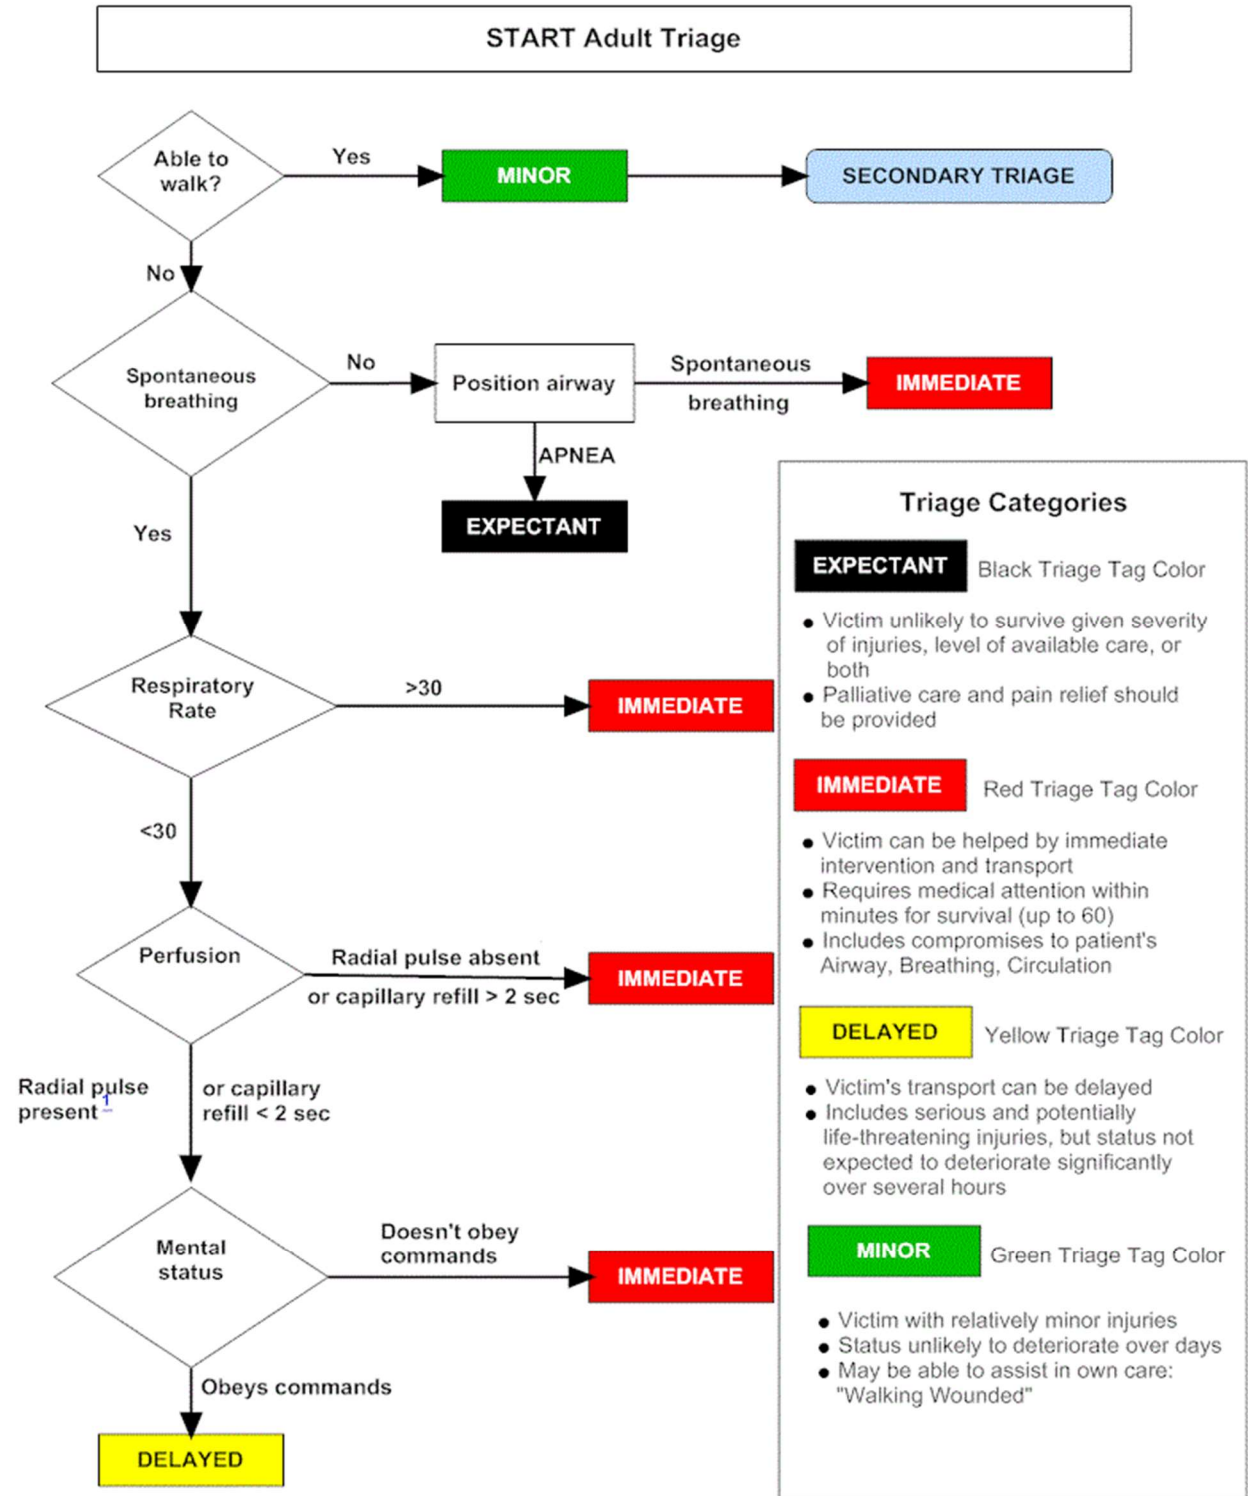 START Adult Triage
Able to
walk?
Yes
MINOR
SECONDARY TRIAGE
No
Spontaneous
breathing
No
Position airway
Spontaneous
breathing
IMMEDIATE
APNEA
EXPECTANT
Yes
Respiratory
Rate
>30
IMMEDIATE
<30
Perfusion
Radial pulse absent
or capillary refill > 2 sec
IMMEDIATE
Radial pulse
present 1
or capillary
refill < 2 sec
Mental
status
Doesn't obey
commands
IMMEDIATE
Obeys commands
DELAYED
Triage Categories
EXPECTANT Black Triage Tag Color
● Victim unlikely to survive given severity
of injuries, level of available care, or
both
● Palliative care and pain relief should
be provided
IMMEDIATE Red Triage Tag Color
● Victim can be helped by immediate
intervention and transport
● Requires medical attention within
minutes for survival (up to 60)
● Includes compromises to patient's
Airway, Breathing, Circulation
DELAYED Yellow Triage Tag Color
● Victim's transport can be delayed
● Includes serious and potentially
life-threatening injuries, but status not
expected to deteriorate significantly
over several hours
MINOR Green Triage Tag Color
● Victim with relatively minor injuries
● Status unlikely to deteriorate over days
● May be able to assist in own care:
"Walking Wounded"